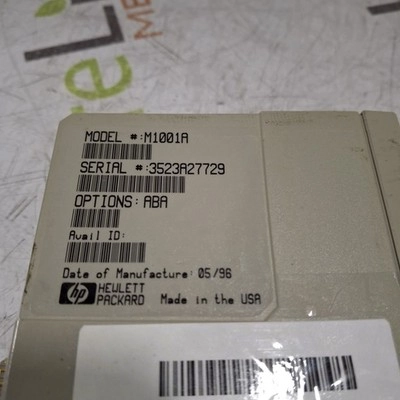 MODEL #:M1001A
SERIAL #:3523A27729
OPTIONS: ABA
Avail ID:
Date of Manufacture: 05/96
hp HEWLETT
PACKARD Made in the USA